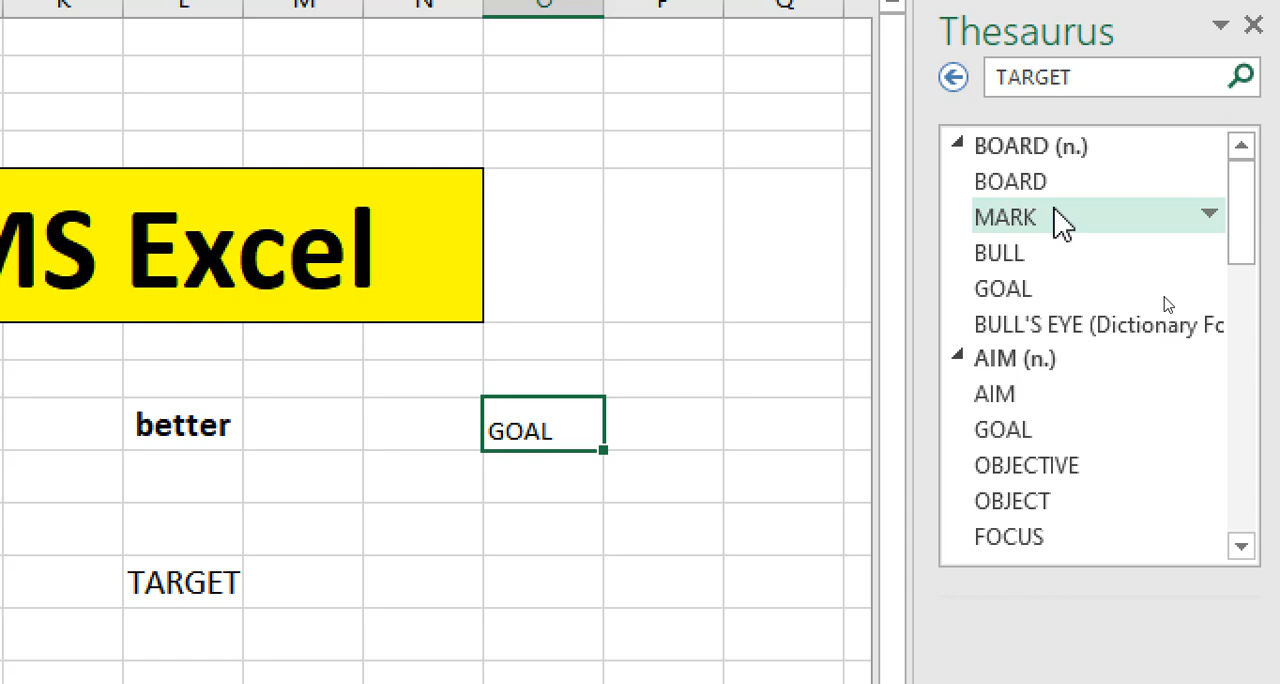 K L M N O P Q
MS Excel
better
GOAL
TARGET
Thesaurus
TARGET
BOARD (n.)
BOARD
MARK
BULL
GOAL
BULL'S EYE (Dictionary Fc
AIM (n.)
AIM
GOAL
OBJECTIVE
OBJECT
FOCUS